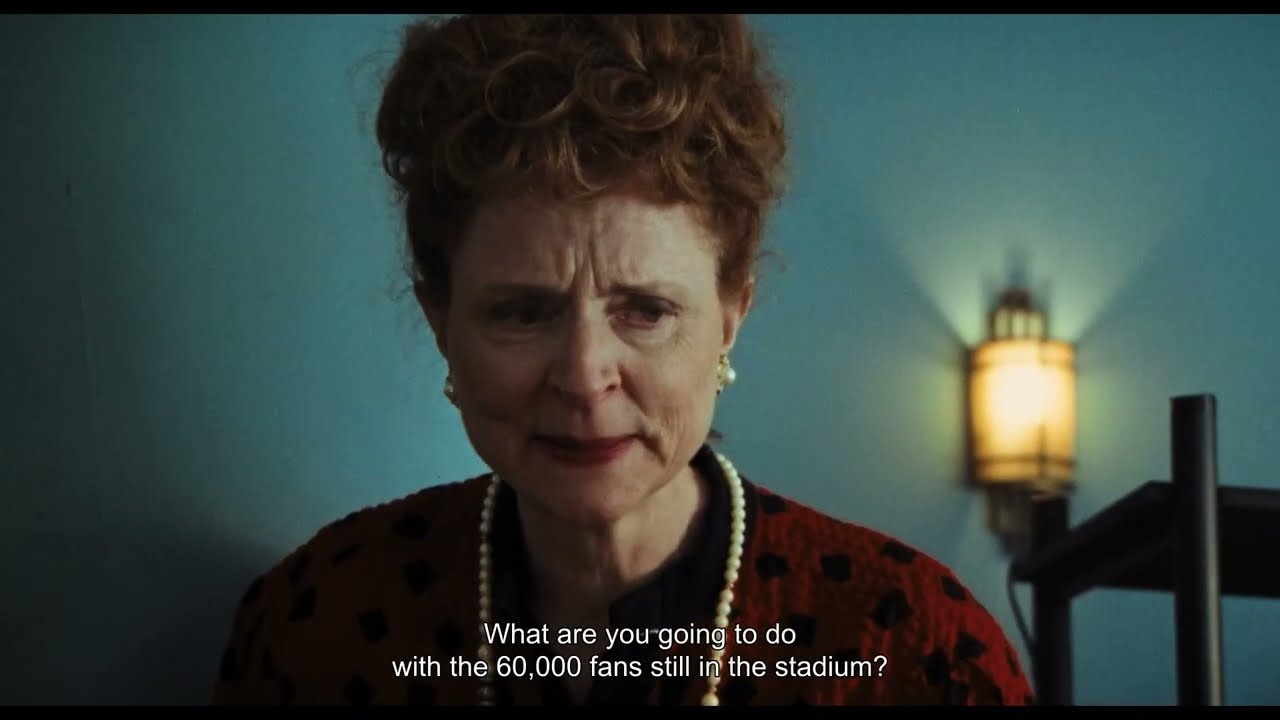 What are you going to do
with the 60,000 fans still in the stadium?